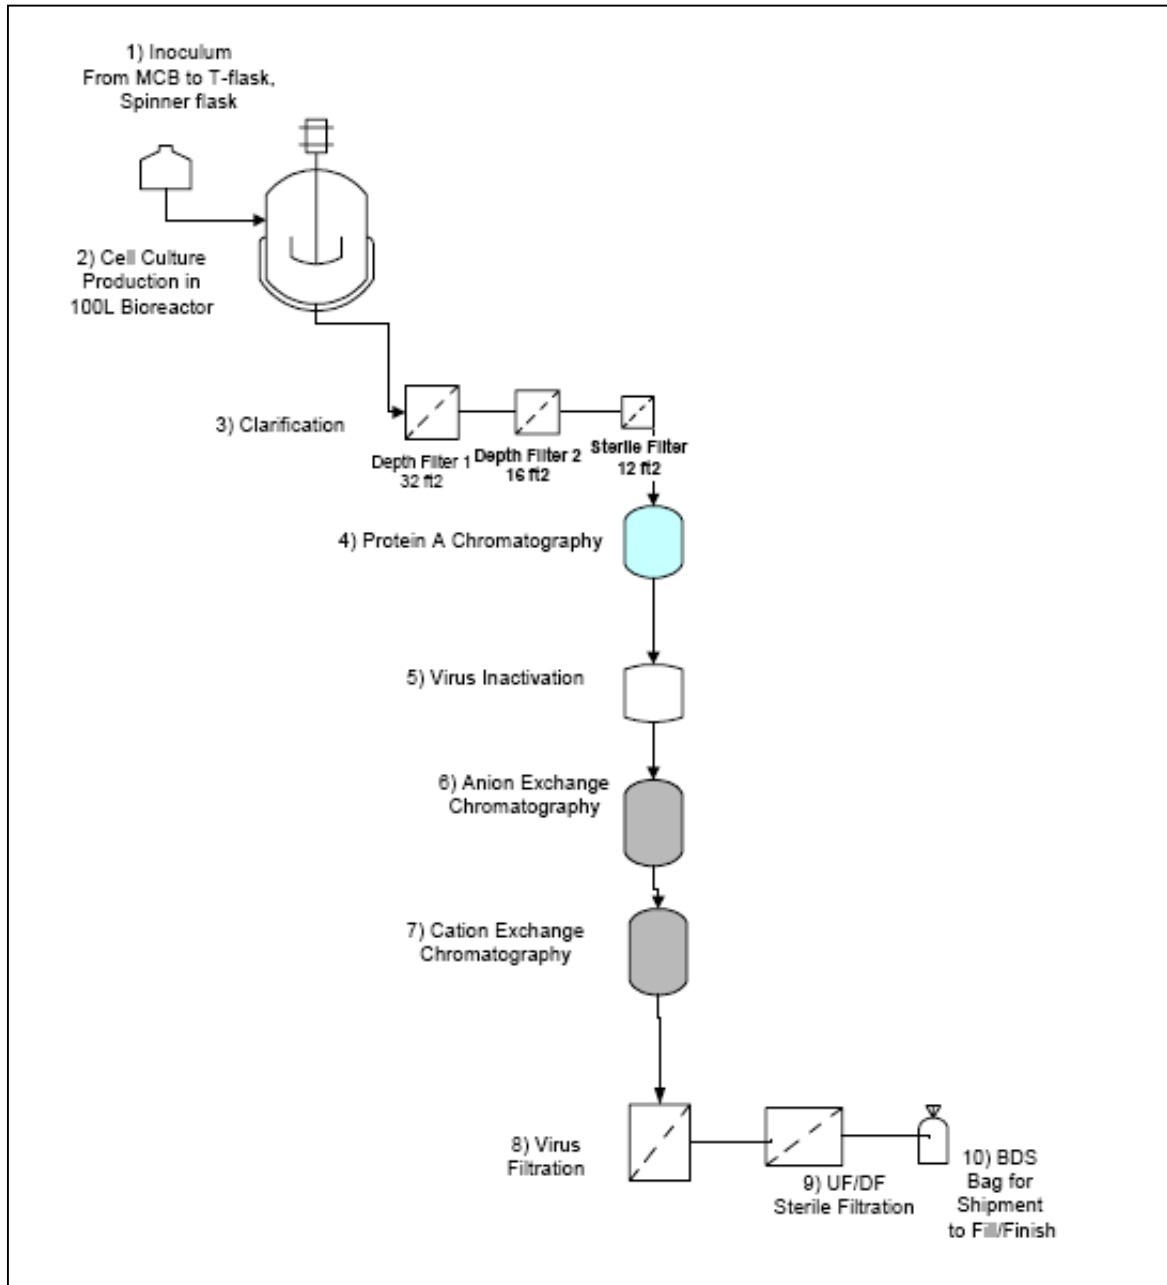 1) Inoculum
From MCB to T-flask,
Spinner flask
2) Cell Culture
Production in
100L Bioreactor
3) Clarification
Depth Filter 1
32 ft2
Depth Filter 2
16 ft2
Sterile Filter
12 ft2
4) Protein A Chromatography
5) Virus Inactivation
6) Anion Exchange
Chromatography
7) Cation Exchange
Chromatography
8) Virus
Filtration
9) UF/DF
Sterile Filtration
10) BDS
Bag for
Shipment
to Fill/Finish